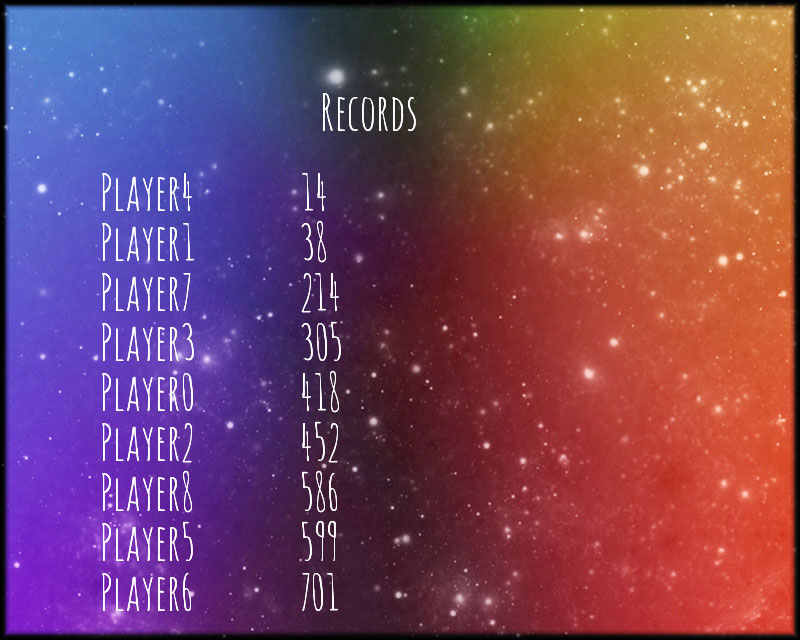 Records
Player4 14
Player1 38
Player7 214
Player3 305
Player0 418
Player2 452
Player8 586
Player5 599
Player6 701